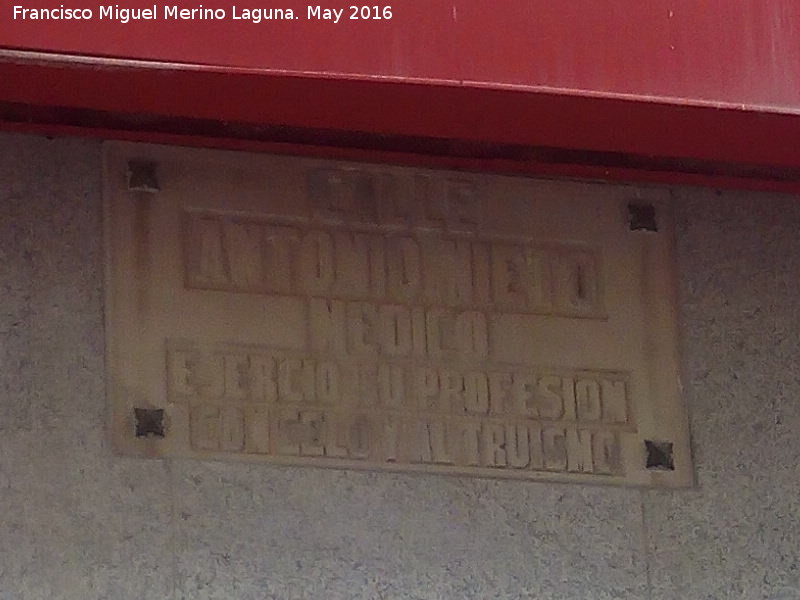 Francisco Miguel Merino Laguna. May 2016
CALLE
ANTONIO NIETO
MEDICO
EJERCIO SU PROFESION
CON CELO Y ALTRUISMO